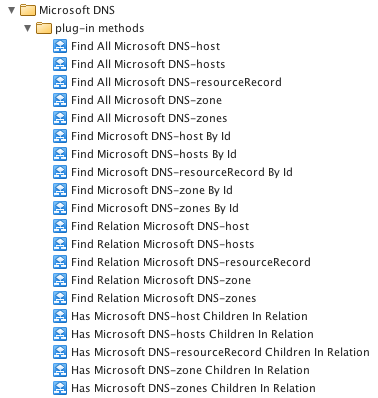 Microsoft DNS
plug-in methods
Find All Microsoft DNS-host
Find All Microsoft DNS-hosts
Find All Microsoft DNS-resourceRecord
Find All Microsoft DNS-zone
Find All Microsoft DNS-zones
Find Microsoft DNS-host By Id
Find Microsoft DNS-hosts By Id
Find Microsoft DNS-resourceRecord By Id
Find Microsoft DNS-zone By Id
Find Microsoft DNS-zones By Id
Find Relation Microsoft DNS-host
Find Relation Microsoft DNS-hosts
Find Relation Microsoft DNS-resourceRecord
Find Relation Microsoft DNS-zone
Find Relation Microsoft DNS-zones
Has Microsoft DNS-host Children In Relation
Has Microsoft DNS-hosts Children In Relation
Has Microsoft DNS-resourceRecord Children In Relation
Has Microsoft DNS-zone Children In Relation
Has Microsoft DNS-zones Children In Relation